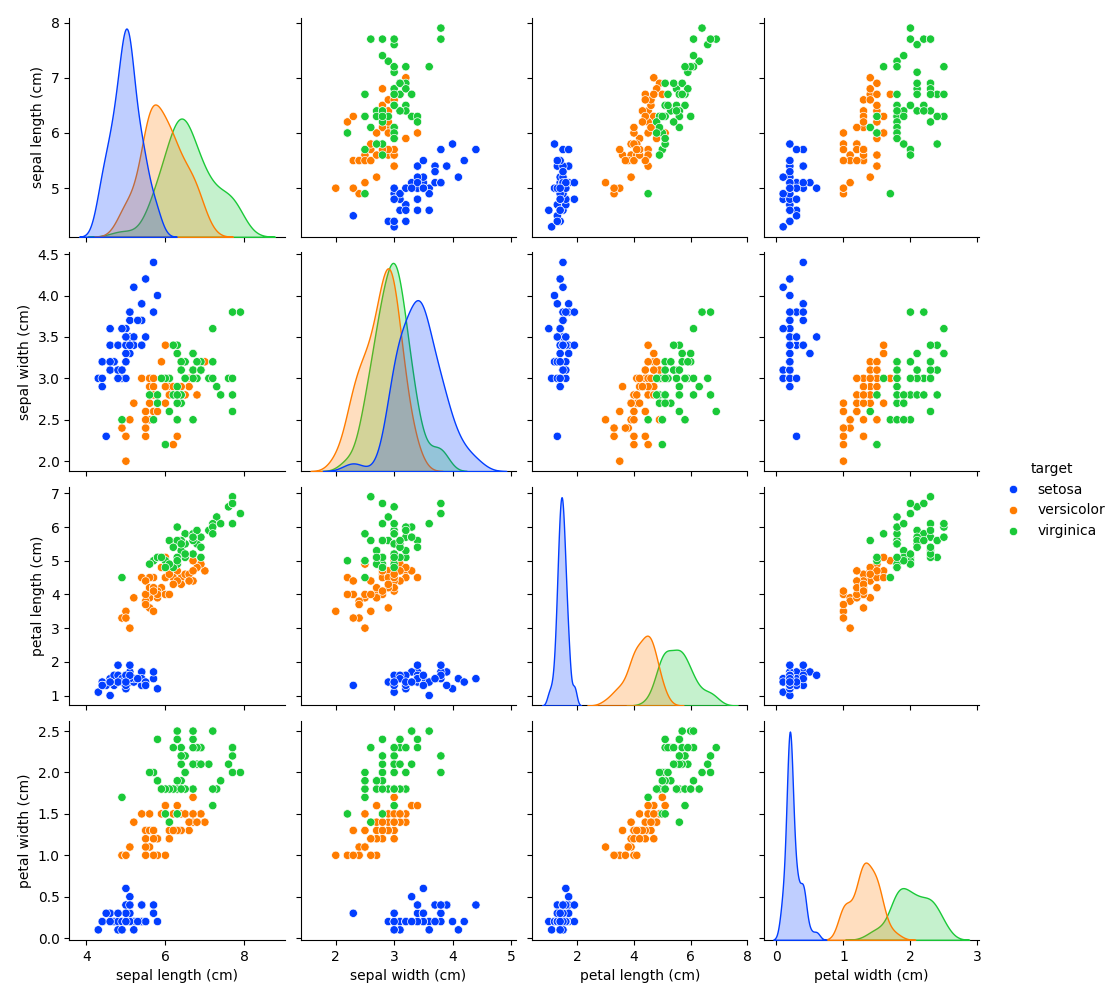 8
7
6
5
sepal length (cm)
4.5
4.0
3.5
3.0
2.5
2.0
sepal width (cm)
target
setosa
versicolor
virginica
7
6
5
4
3
2
1
petal length (cm)
2.5
2.0
1.5
1.0
0.5
0.0
petal width (cm)
4 6 8
sepal length (cm)
2 3 4 5
sepal width (cm)
2 4 6 8
petal length (cm)
0 1 2 3
petal width (cm)